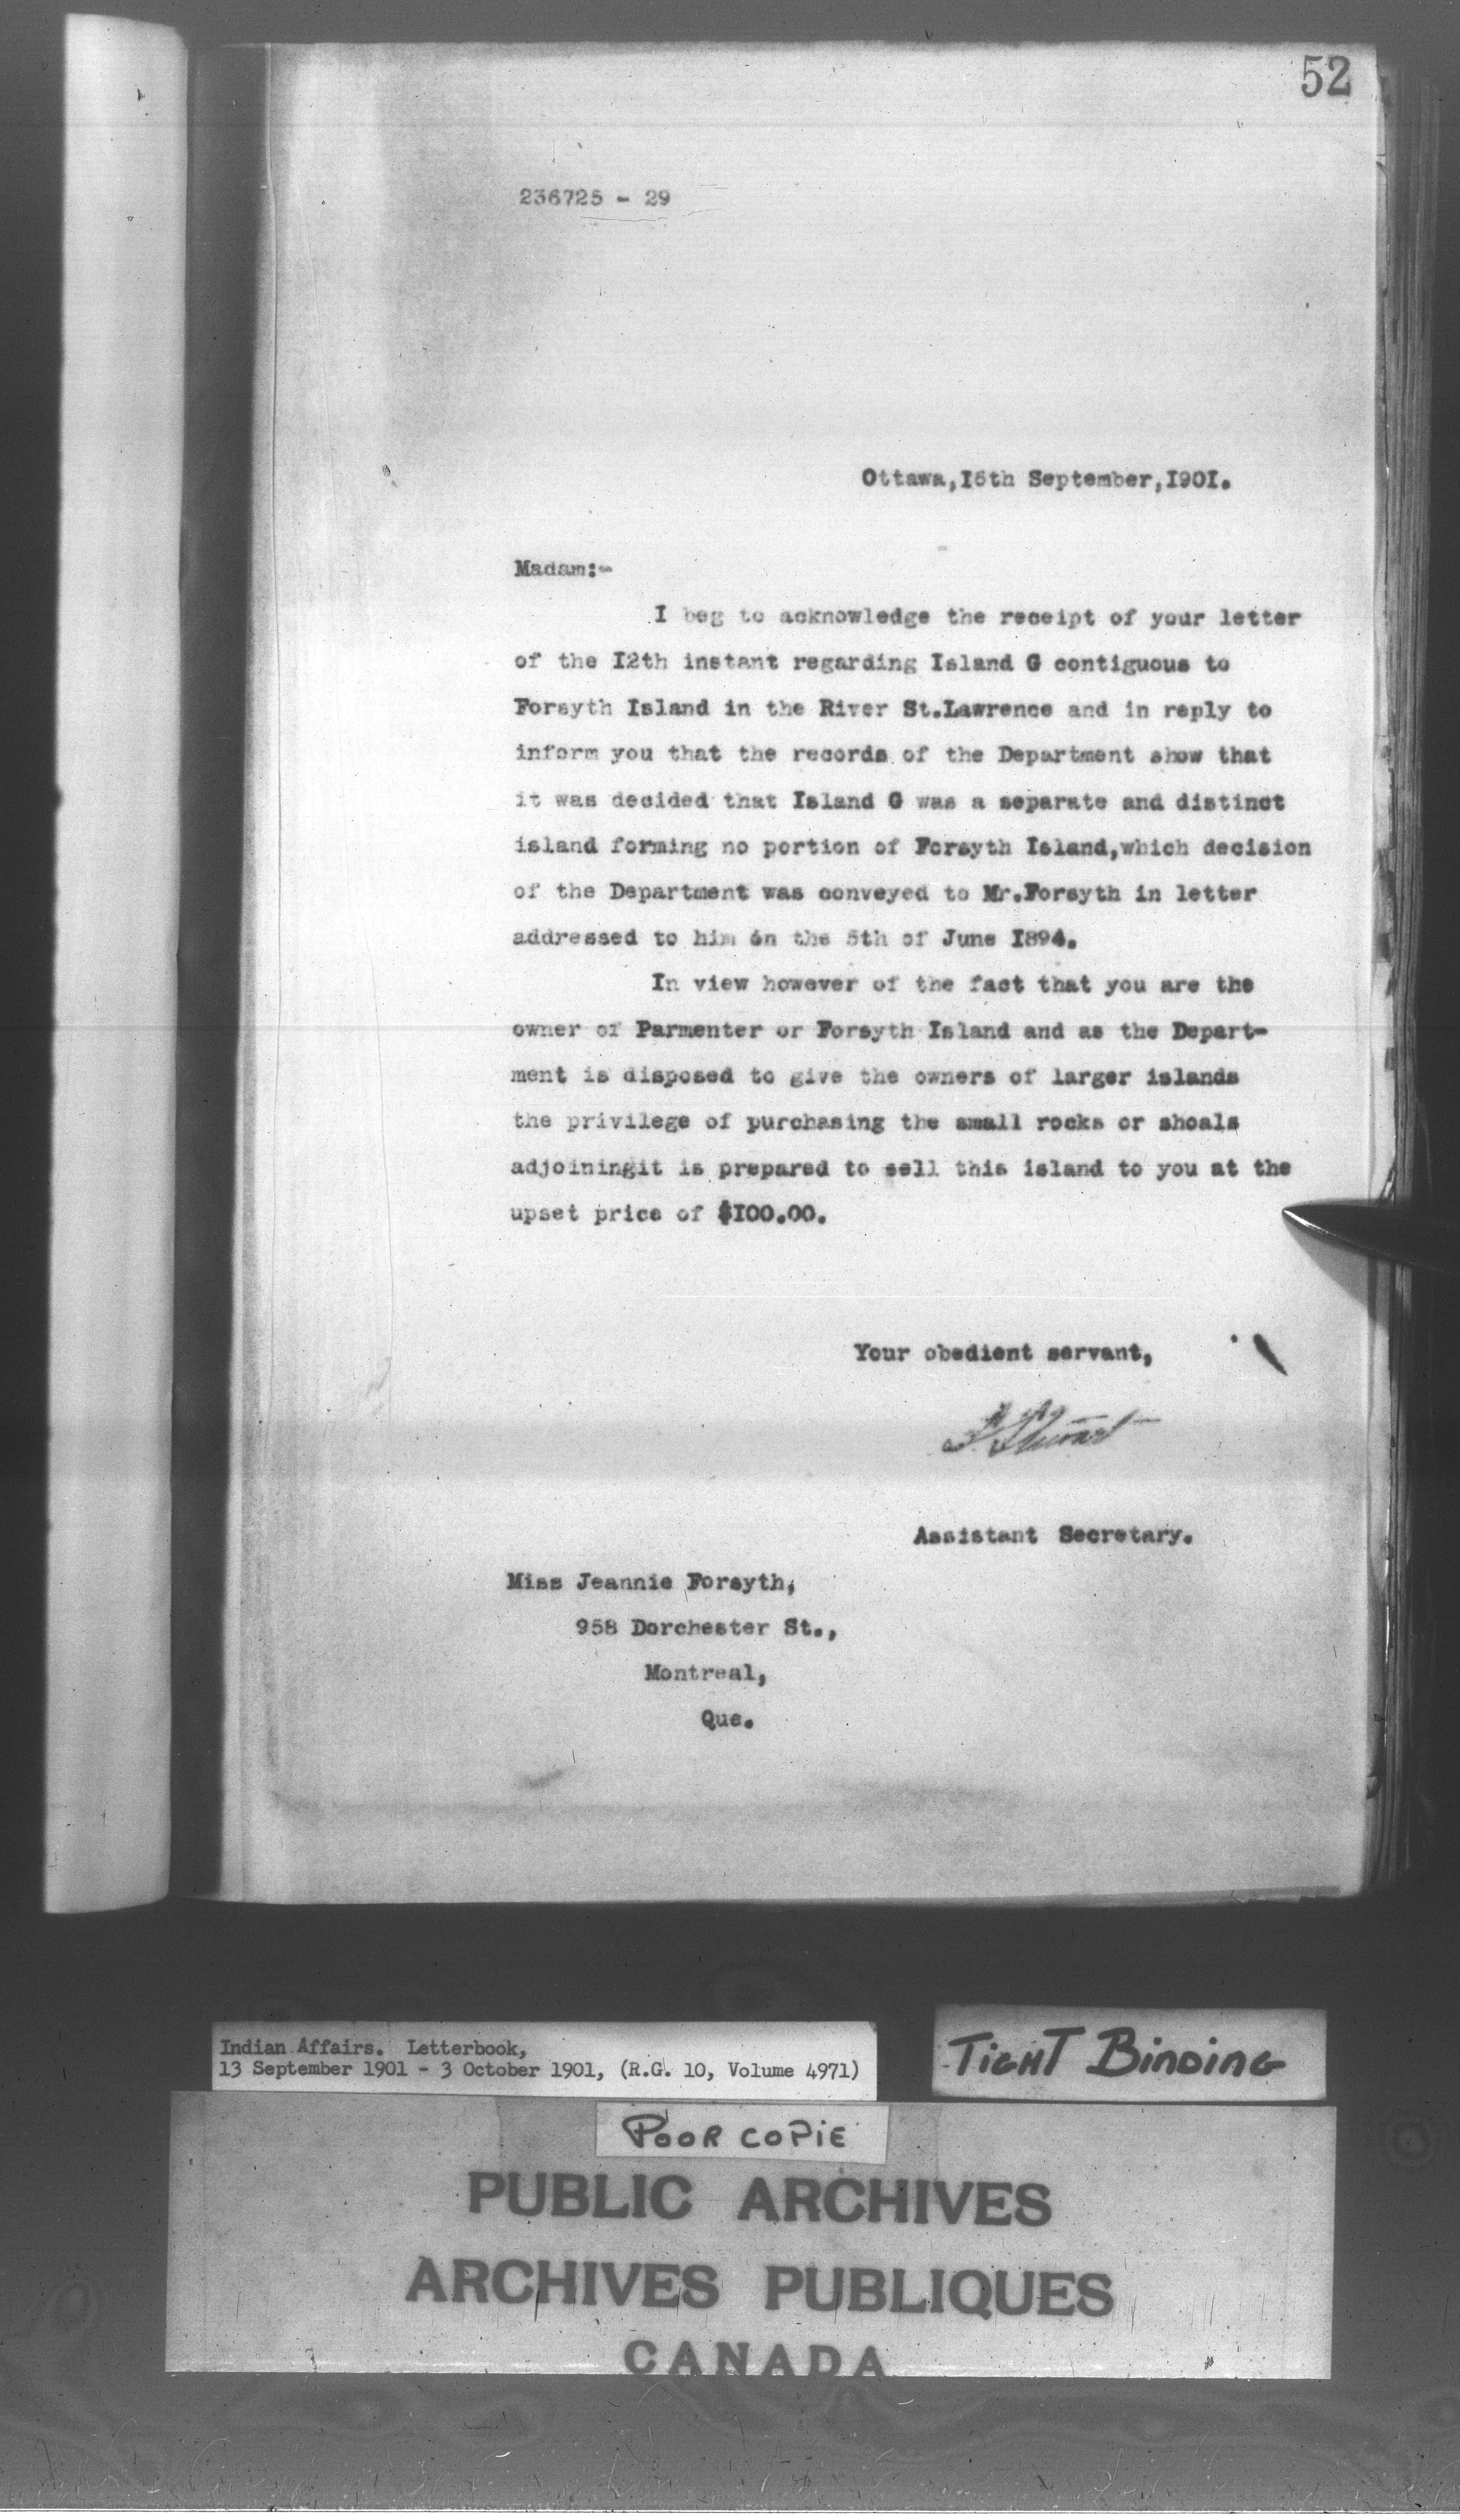 52
236725 - 29
Ottawa,16th September,1901.
Madam:-
I beg to acknowledge the receipt of your letter
of the 12th instant regarding Island G contiguous to
Forsyth Island in the River St.Lawrence and in reply to
inform you that the records of the Department show that
it was decided that Island G was a separate and distinct
island forming no portion of Forsyth Island,which decision
of the Department was conveyed to Mr.Forsyth in letter
addressed to him on the 5th of June 1894.
In view however of the fact that you are the
owner of Parmenter or Forsyth Island and as the Depart-
ment is disposed to give the owners of larger islands
the privilege of purchasing the small rocks or shoals
adjoiningit is prepared to sell this island to you at the
upset price of $100.00.
Your obedient servant,
Stewart
Assistant Secretary.
Miss Jeannie Forsyth,
958 Dorchester St.,
Montreal,
Que.
Indian Affairs. Letterbook,
13 September 1901 - 3 October 1901, (R.G. 10, Volume 4971)
TIGHT BINDING
POOR COPIE
PUBLIC ARCHIVES
ARCHIVES PUBLIQUES
CANADA